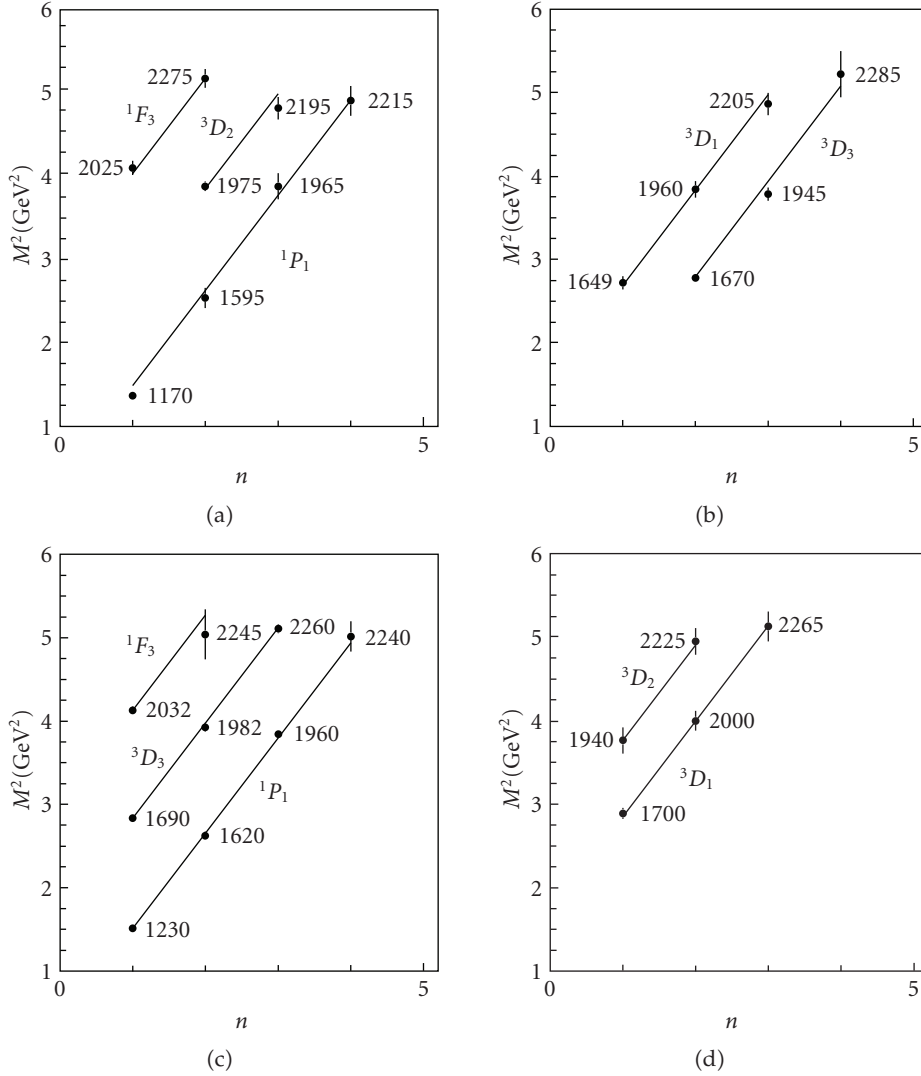 6
5
4
3
2
1
0
5
M²(GeV²)
n
2275
¹F₃
2025
³D₂
2195
1975
2215
1965
¹P₁
1595
1170
(a)
6
5
4
3
2
1
0
5
M²(GeV²)
n
2205
³D₁
1960
1649
2285
³D₃
1945
1670
(b)
6
5
4
3
2
1
0
5
M²(GeV²)
n
¹F₃
2245
2032
2260
1982
³D₃
1690
2240
1960
¹P₁
1620
1230
(c)
6
5
4
3
2
1
0
5
M²(GeV²)
n
2225
³D₂
1940
2265
2000
³D₁
1700
(d)